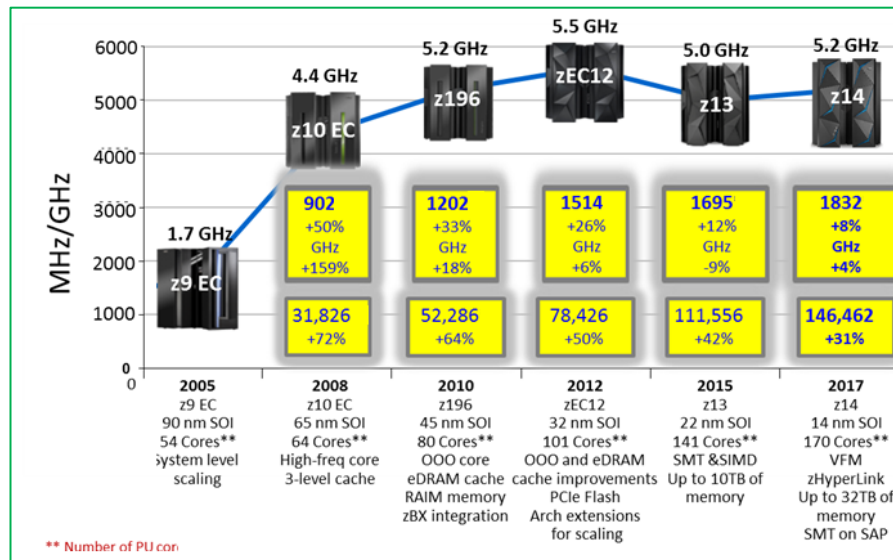 6000
5000
4000
3000
2000
1000
0
0
MHz/GHz
1.7 GHz
4.4 GHz
5.2 GHz
5.5 GHz
5.0 GHz
5.2 GHz
z9 EC
z10 EC
z196
zEC12
z13
z14
902
+50%
GHz
+159%
1202
+33%
GHz
+18%
1514
+26%
GHz
+6%
1695
+12%
GHz
-9%
1832
+8%
GHz
+4%
31,826
+72%
52,286
+64%
78,426
+50%
111,556
+42%
146,462
+31%
2005
z9 EC
90 nm SOI
54 Cores**
System level
scaling
2008
z10 EC
65 nm SOI
64 Cores**
High-freq core
3-level cache
2010
z196
45 nm SOI
80 Cores**
OOO core
eDRAM cache
RAIM memory
zBX integration
2012
zEC12
32 nm SOI
101 Cores**
OOO and eDRAM
cache improvements
PCIe Flash
Arch extensions
for scaling
2015
z13
22 nm SOI
141 Cores**
SMT &SIMD
Up to 10TB of
memory
2017
z14
14 nm SOI
170 Cores**
VFM
zHyperLink
Up to 32TB of
memory
SMT on SAP
** Number of PU